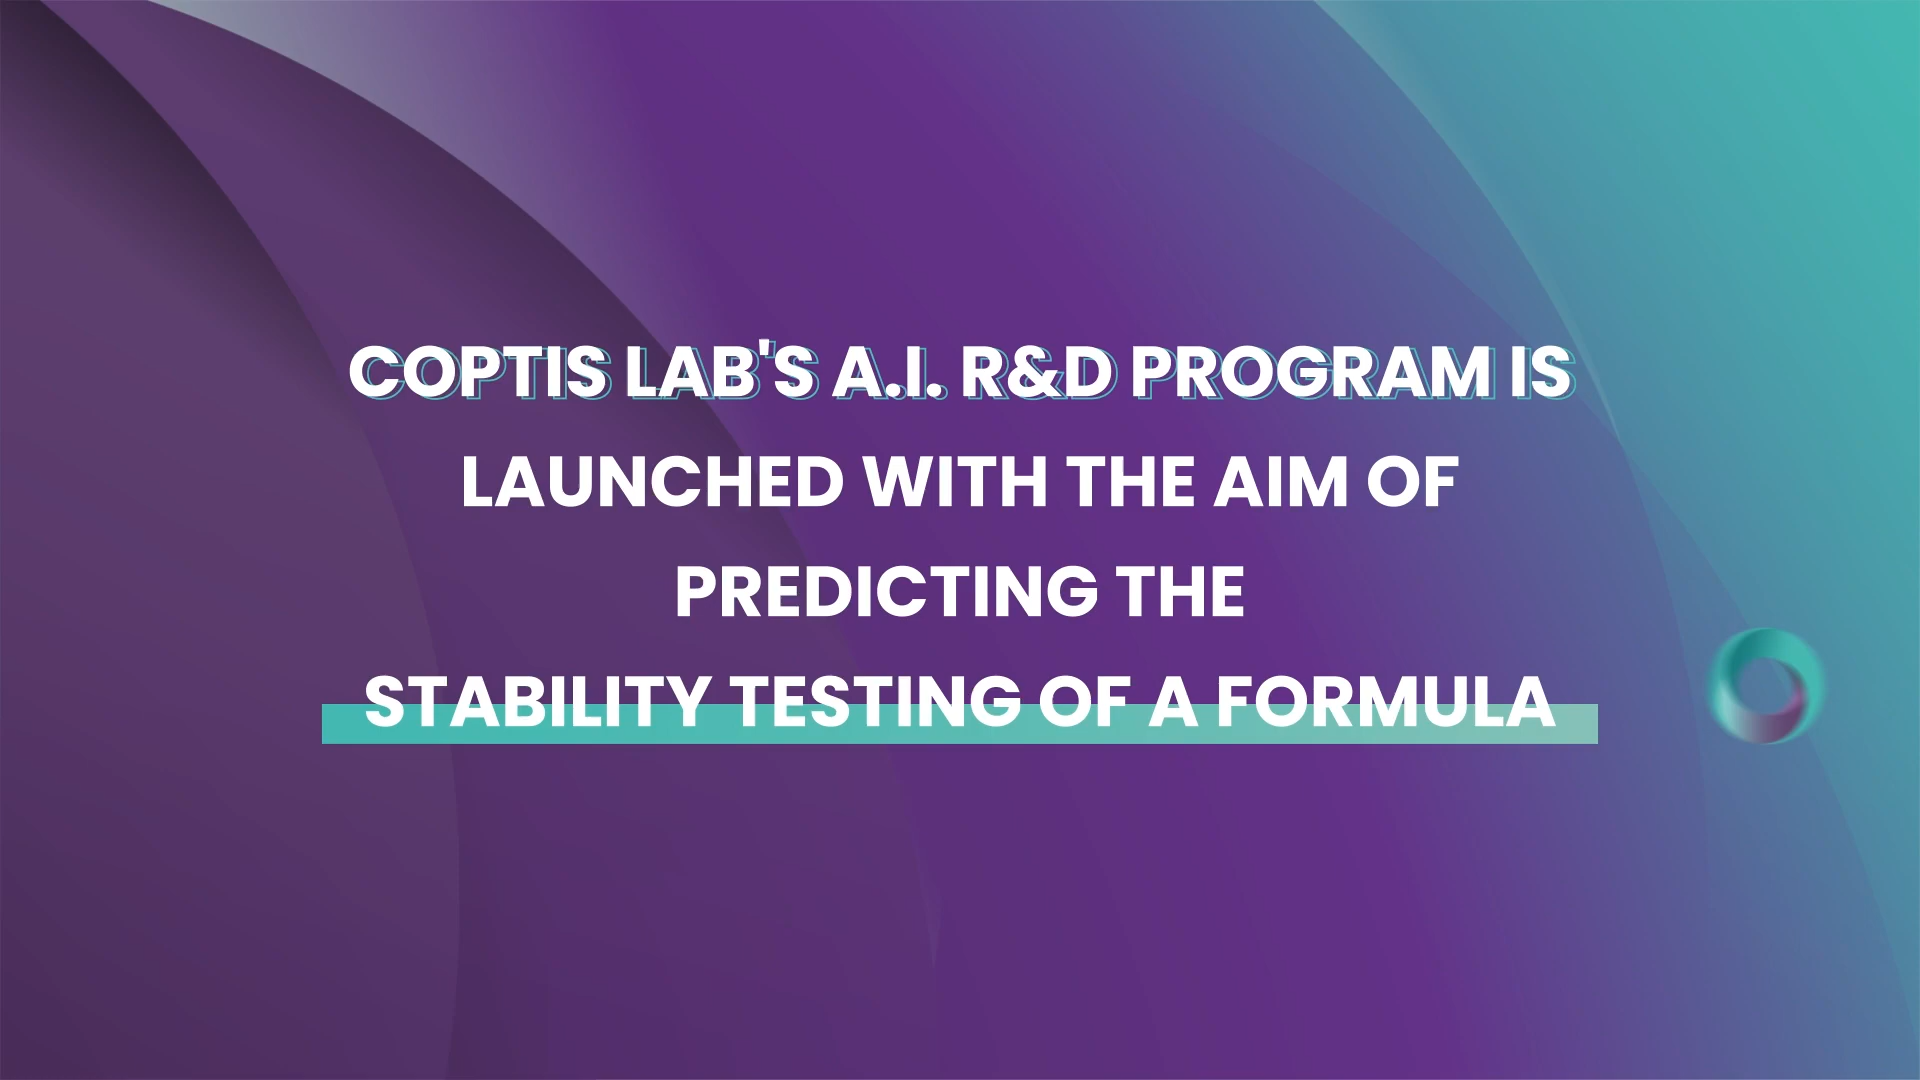 COPTIS LAB'S A.I. R&D PROGRAM IS
LAUNCHED WITH THE AIM OF
PREDICTING THE
STABILITY TESTING OF A FORMULA